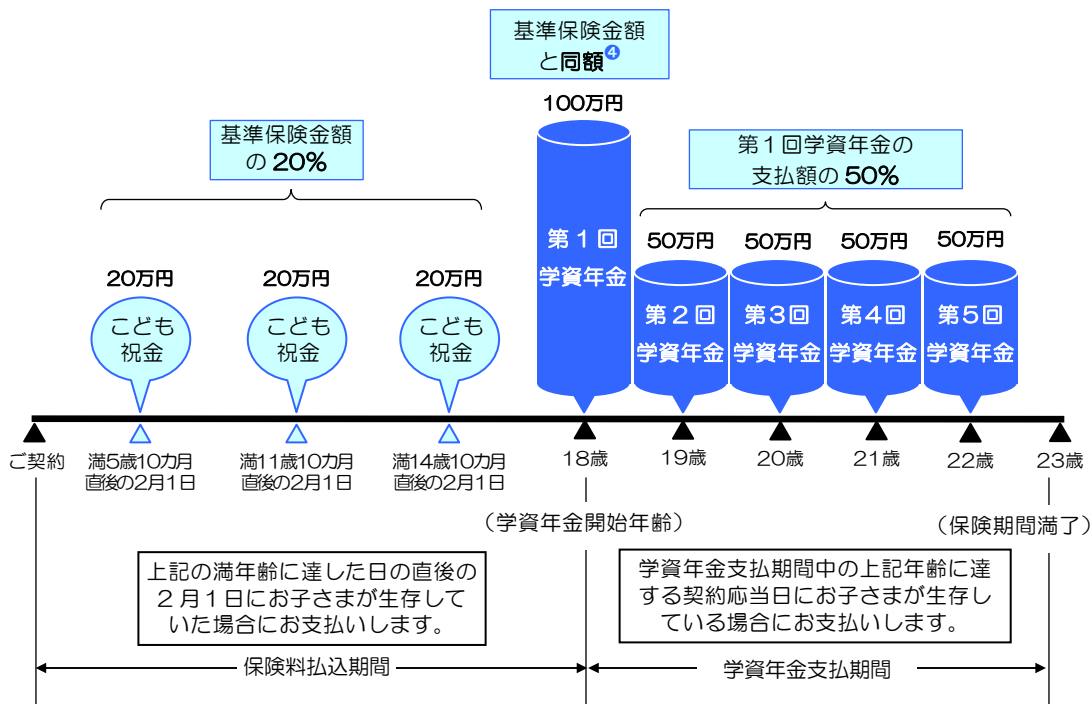 基準保険金額
と同額❹
100万円
基準保険金額
の 20%
第1回学資年金の
支払額の 50%
20万円
20万円
20万円
50万円
50万円
50万円
50万円
こども
祝金
こども
祝金
こども
祝金
第1回
学資年金
第2回
学資年金
第3回
学資年金
第4回
学資年金
第5回
学資年金
ご契約
満5歳10カ月
直後の2月1日
満11歳10カ月
直後の2月1日
満14歳10カ月
直後の2月1日
18歳
19歳
20歳
21歳
22歳
23歳
(学資年金開始年齢)
(保険期間満了)
上記の満年齢に達した日の直後の
2月1日にお子さまが生存して
いた場合にお支払いします。
学資年金支払期間中の上記年齢に達
する契約応当日にお子さまが生存し
ている場合にお支払いします。
保険料払込期間
学資年金支払期間